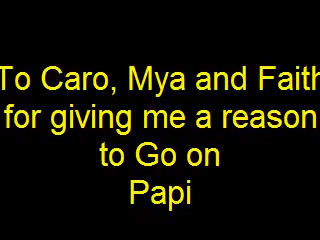 To Caro, Mya and Faith
for giving me a reason
to Go on
Papi